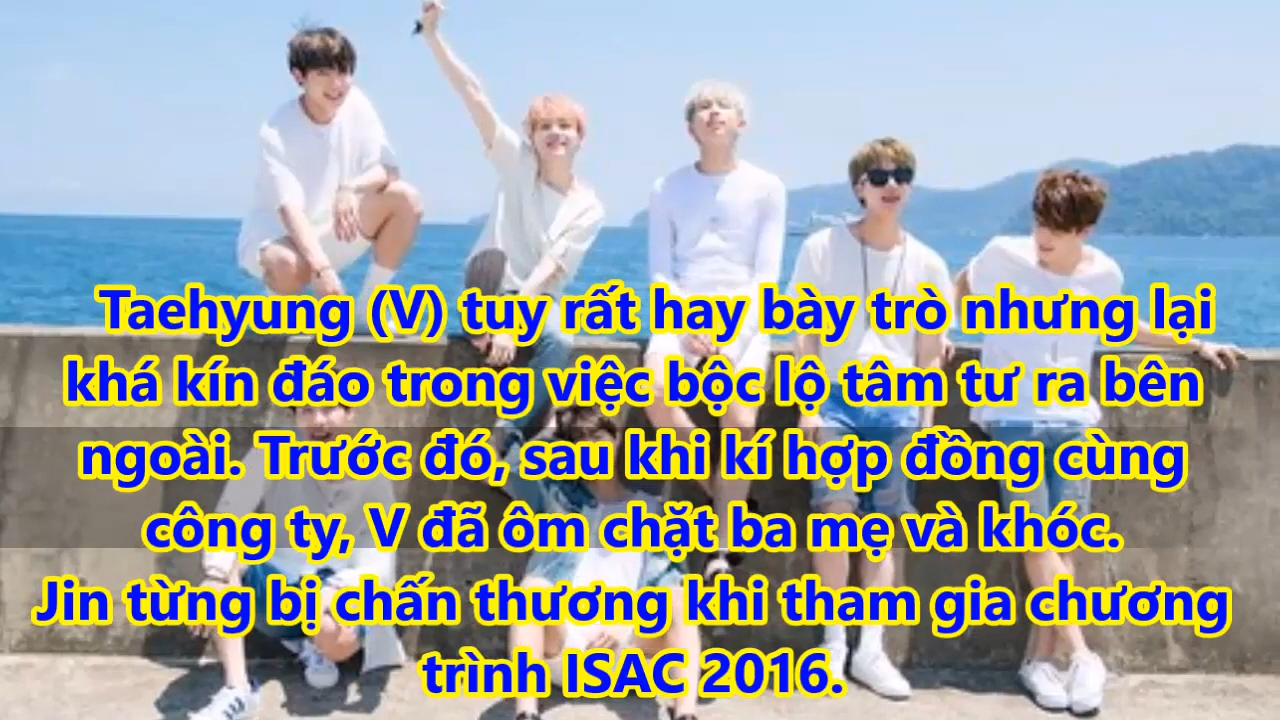 Taehyung (V) tuy rất hay bày trò nhưng lại
khá kín đáo trong việc bộc lộ tâm tư ra bên
ngoài. Trước đó, sau khi kí hợp đồng cùng
công ty, V đã ôm chặt ba mẹ và khóc.
Jin từng bị chấn thương khi tham gia chương
trình ISAC 2016.